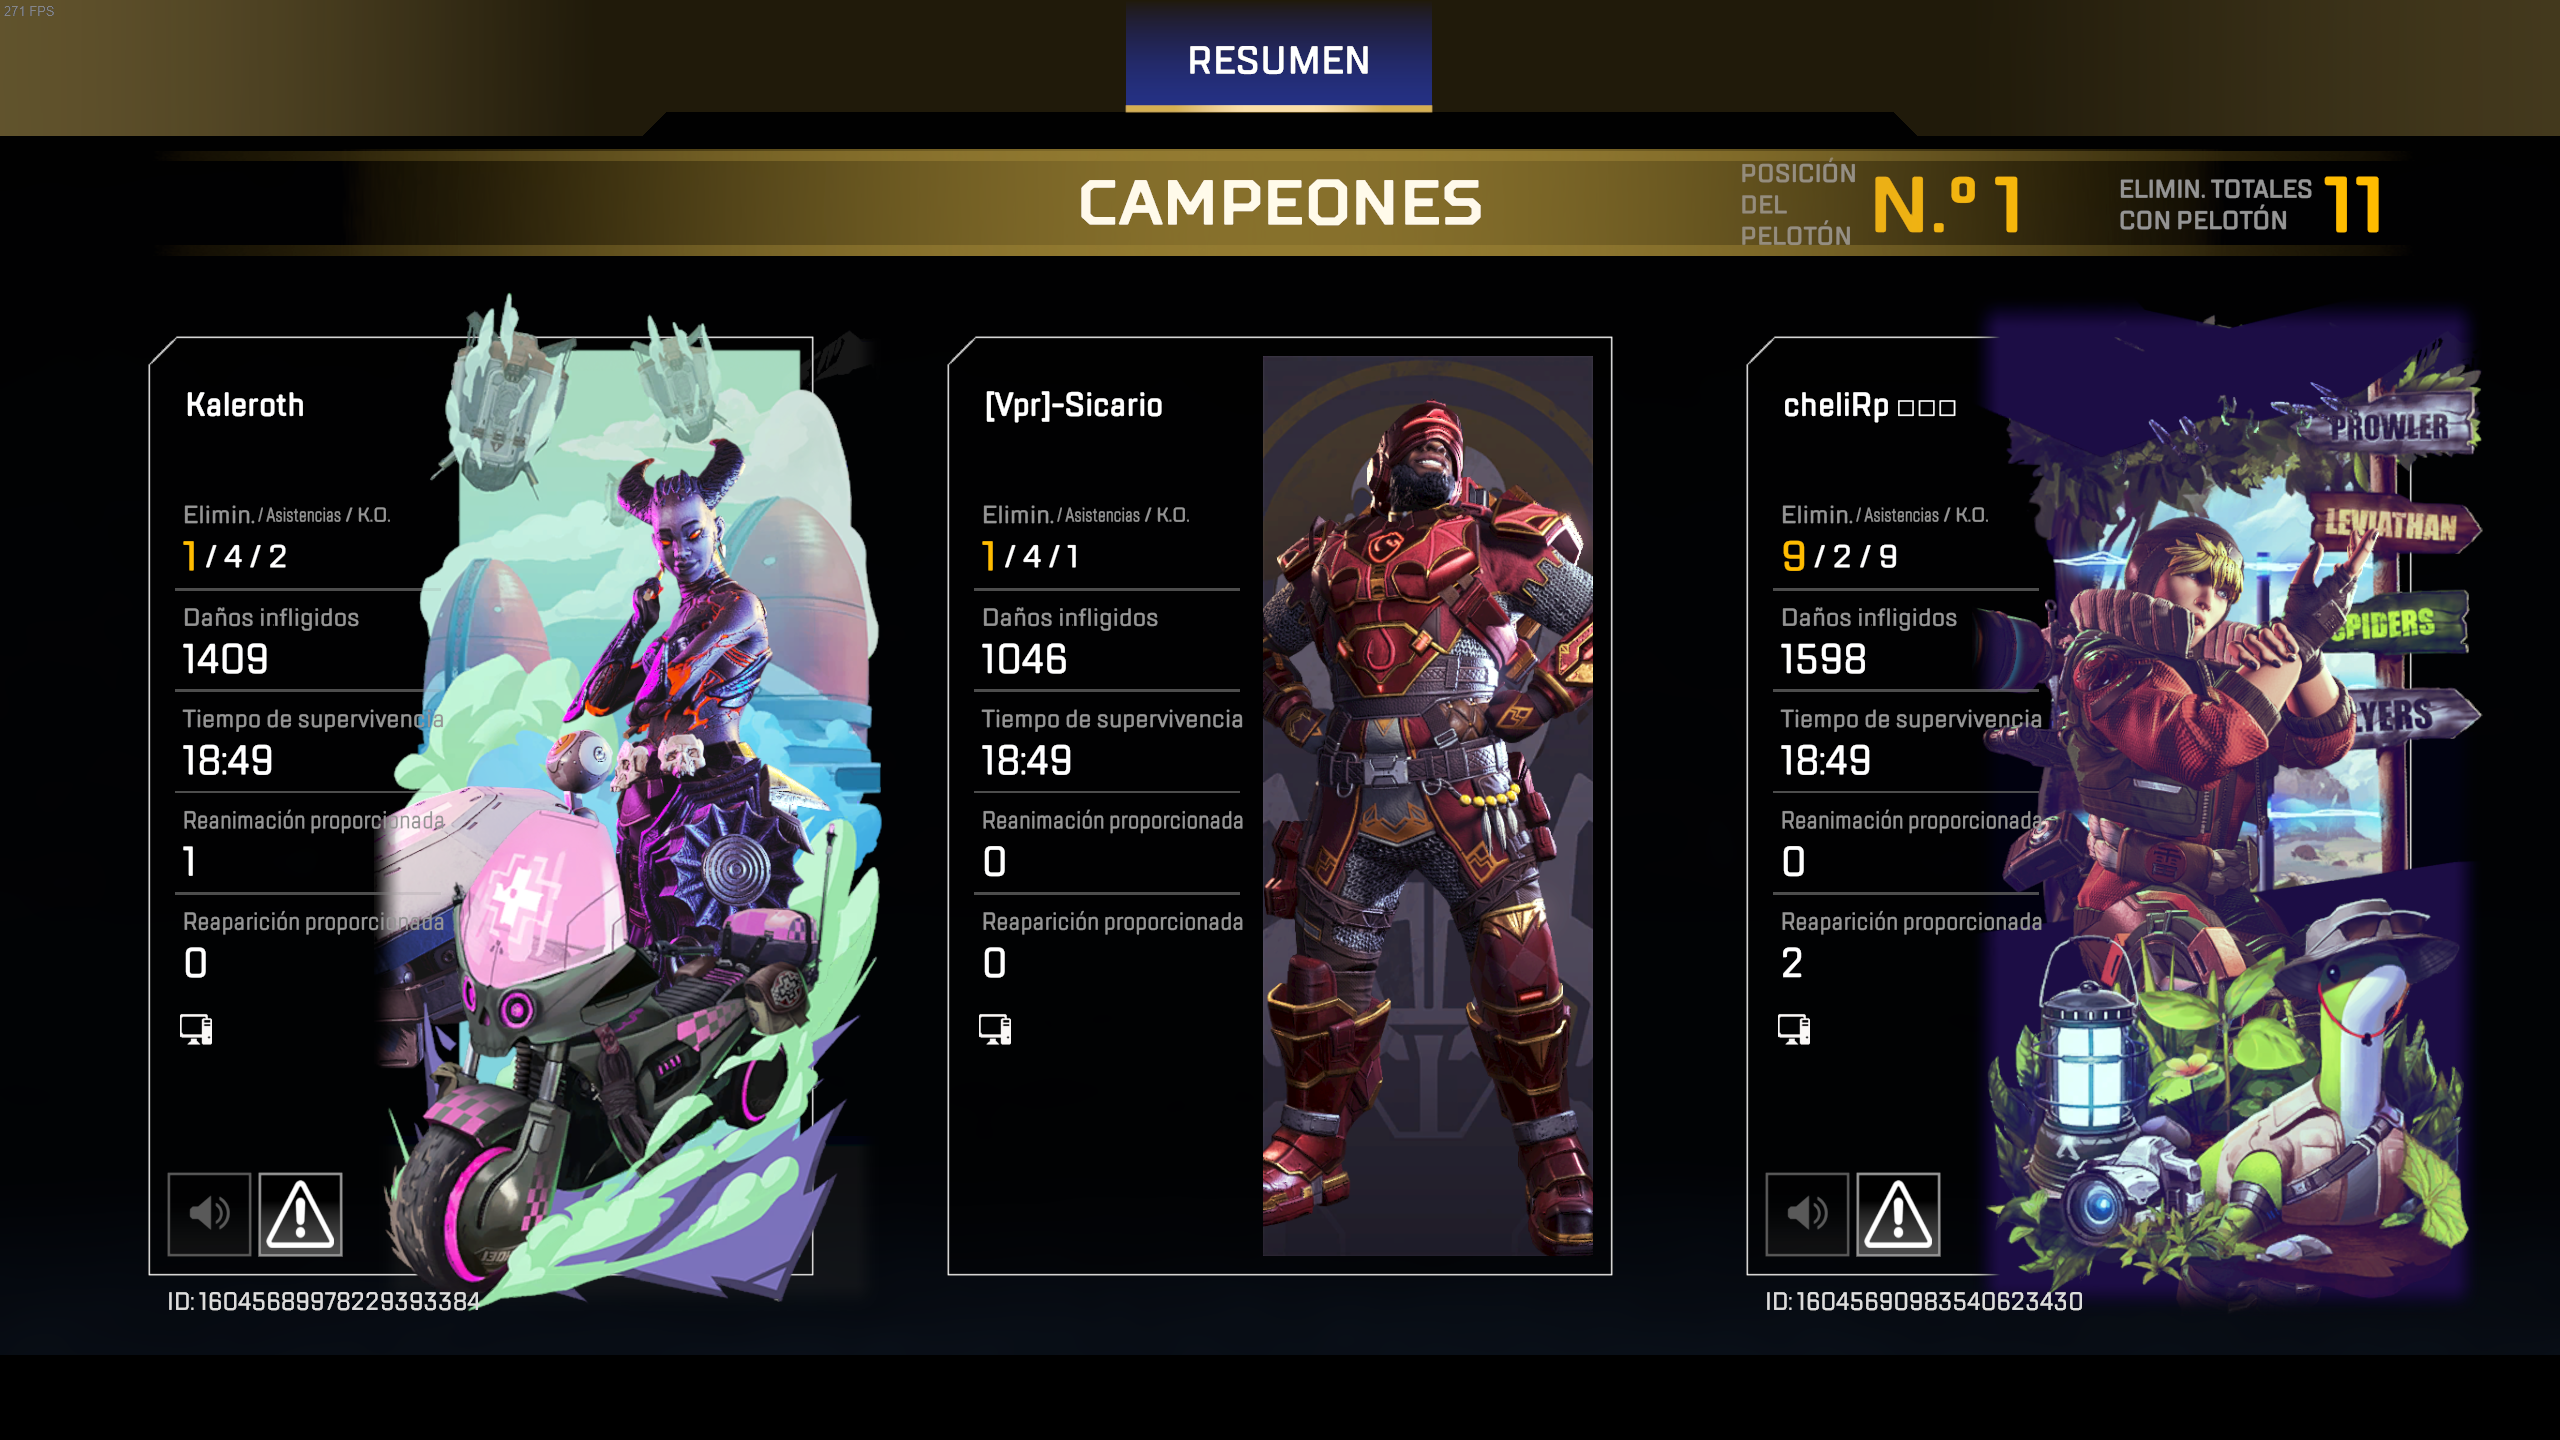 271 FPS
RESUMEN
CAMPEONES
POSICIÓN
DEL
PELOTÓN
N.º 1
ELIMIN. TOTALES
CON PELOTÓN
11
Kaleroth
Elimin. / Asistencias / K.O.
1 / 4 / 2
Daños infligidos
1409
Tiempo de supervivencia
18:49
Reanimación proporcionada
1
Reaparición proporcionada
0
ID: 16045689978229393384
[Vpr]-Sicario
Elimin. / Asistencias / K.O.
1 / 4 / 1
Daños infligidos
1046
Tiempo de supervivencia
18:49
Reanimación proporcionada
0
Reaparición proporcionada
0
cheliRp □□□
Elimin. / Asistencias / K.O.
9 / 2 / 9
Daños infligidos
1598
Tiempo de supervivencia
18:49
Reanimación proporcionada
0
Reaparición proporcionada
2
ID: 16045690983540623430
PROWLER
LEVIATHAN
SPIDERS